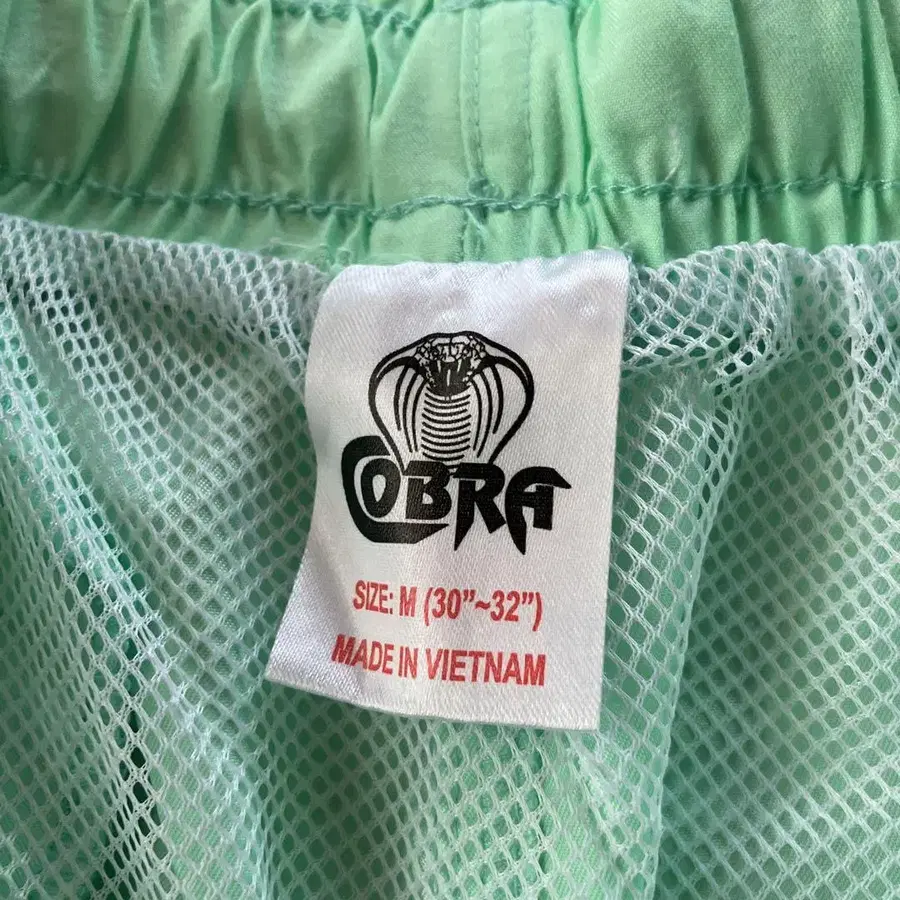 COBRA
SIZE: M (30”~32”)
MADE IN VIETNAM